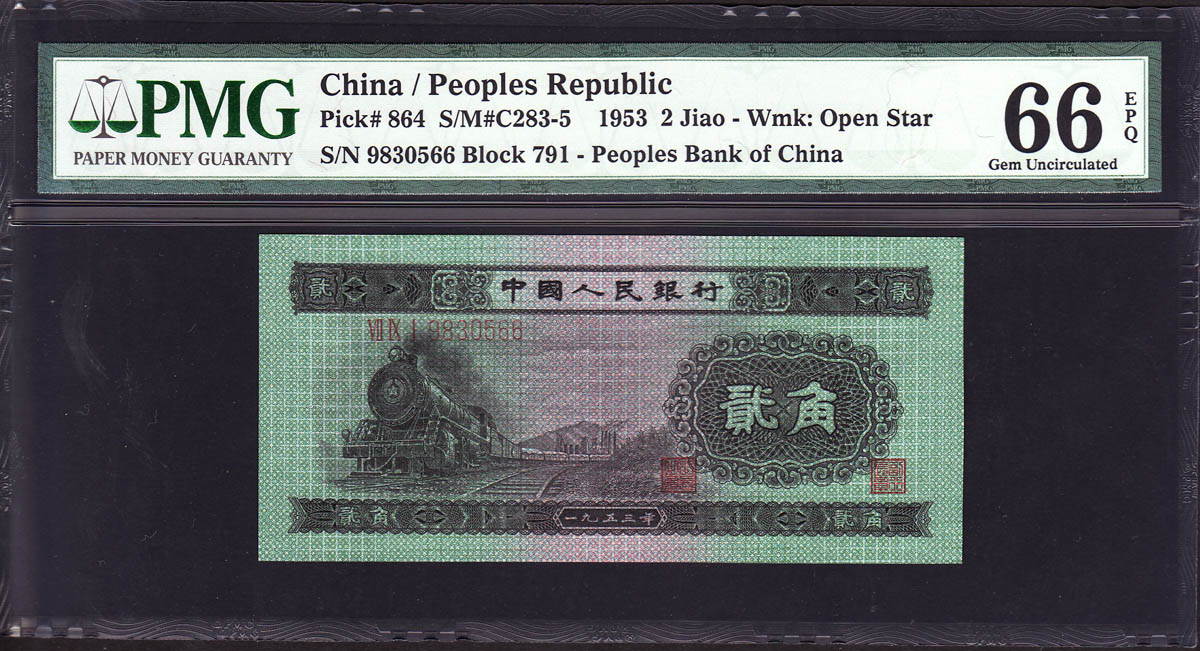 PMG
PAPER MONEY GUARANTY
China / Peoples Republic
Pick# 864 S/M#C283-5 1953 2 Jiao - Wmk: Open Star
S/N 9830566 Block 791 - Peoples Bank of China
66
EPQ
Gem Uncirculated
貳 中國人民銀行 貳
VII IX I 9830566
貳角
貳角 一九五三年 貳角